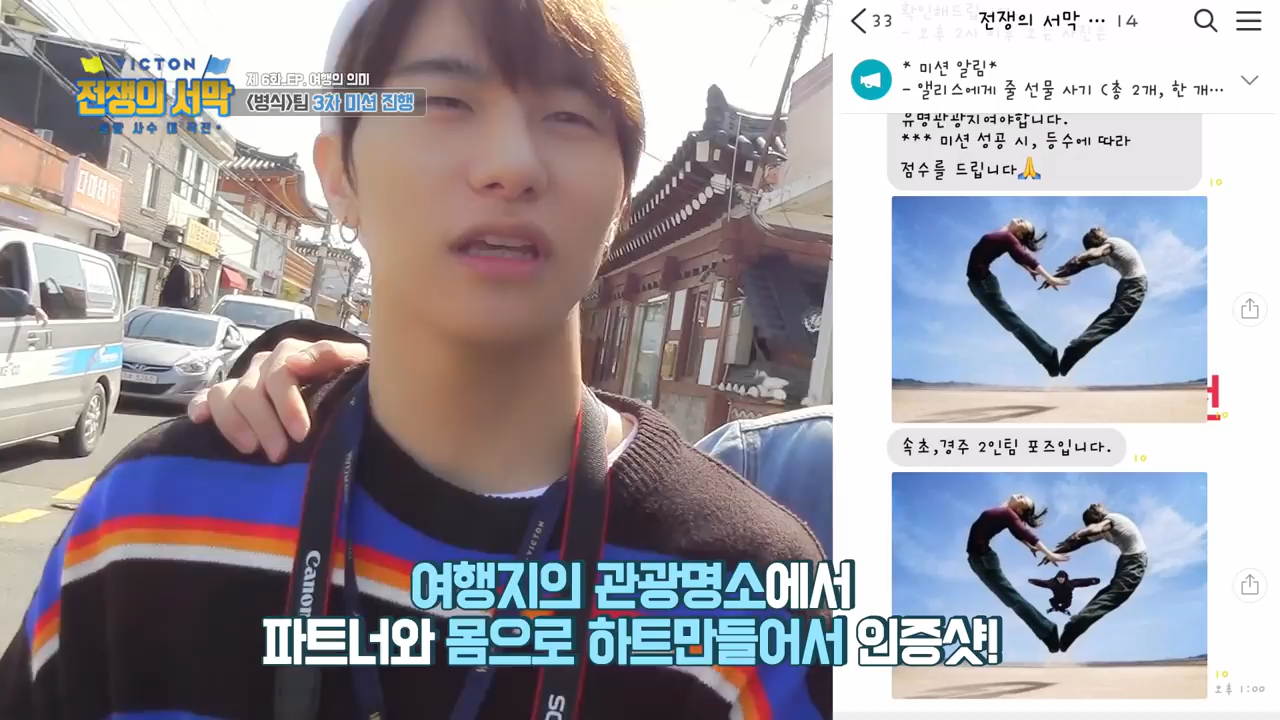 VICTON
전쟁의 서막
제 6화_EP. 여행의 의미
<병식>팀 3차 미션 진행
Canon
VICTON
여행지의 관광명소에서
파트너와 몸으로 하트만들어서 인증샷!
33
전쟁의 서막 ... 14
* 미션 알림*
- 앨리스에게 줄 선물 사기 (총 2개, 한 개...
유명관광지여야합니다.
*** 미션 성공 시, 등수에 따라
점수를 드립니다🙏
10
10
속초,경주 2인팀 포즈입니다.
10
10
오후 1:00